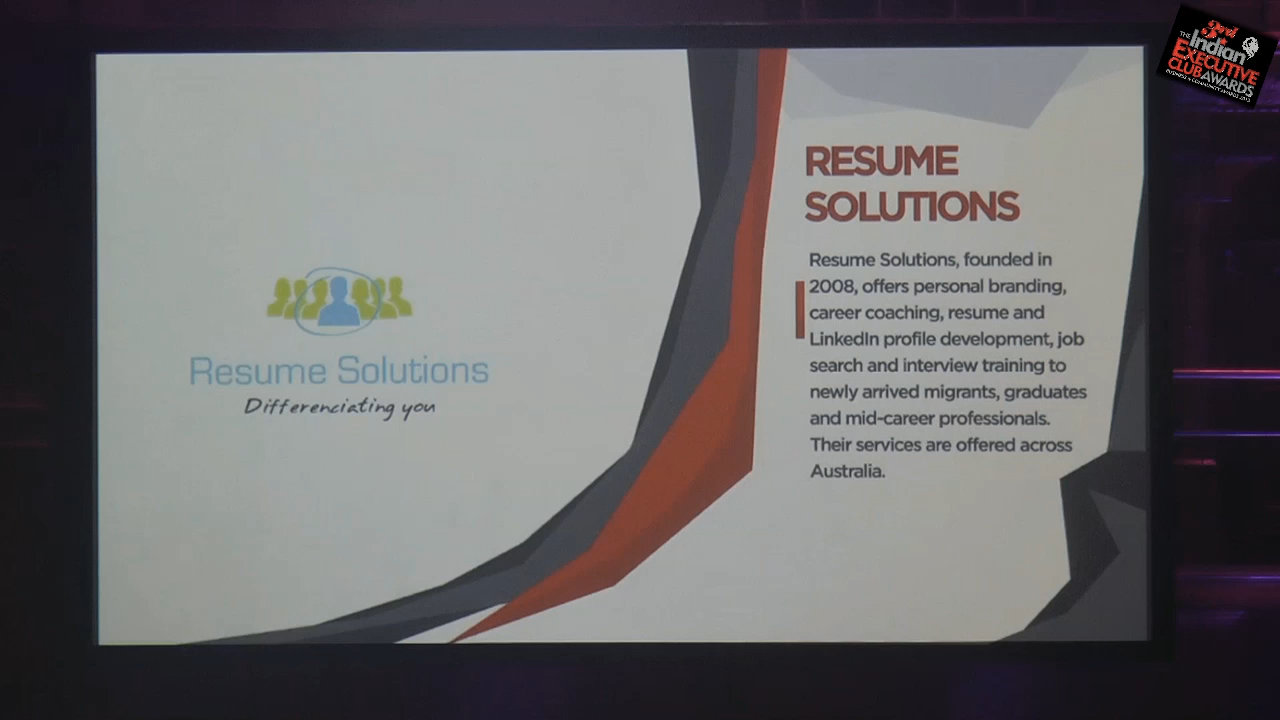 3rd
THE
Indian
EXECUTIVE
CLUB AWARDS
RESUME
SOLUTIONS
Resume Solutions, founded in
2008, offers personal branding,
career coaching, resume and
LinkedIn profile development, job
search and interview training to
newly arrived migrants, graduates
and mid-career professionals.
Their services are offered across
Australia.
Resume Solutions
Differenciating you